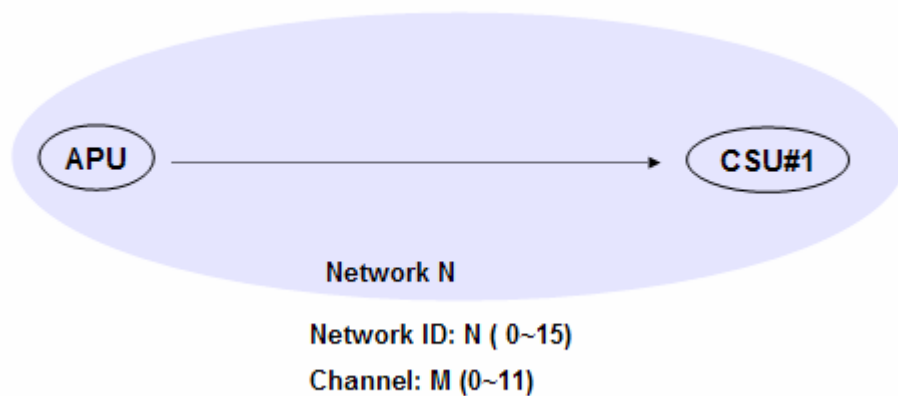 APU
CSU#1
Network N
Network ID: N ( 0~15)
Channel: M (0~11)